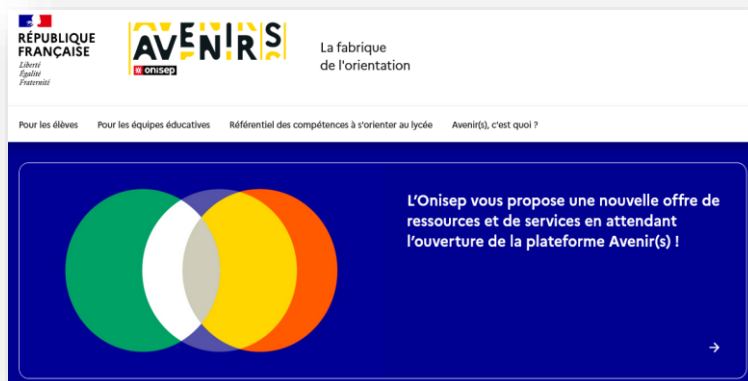 RÉPUBLIQUE
FRANÇAISE
Liberté
Égalité
Fraternité
AVENIRS
onisep
La fabrique
de l'orientation
Pour les élèves Pour les équipes éducatives Référentiel des compétences à s'orienter au lycée Avenir(s), c'est quoi ?
L'Onisep vous propose une nouvelle offre de
ressources et de services en attendant
l'ouverture de la plateforme Avenir(s) !